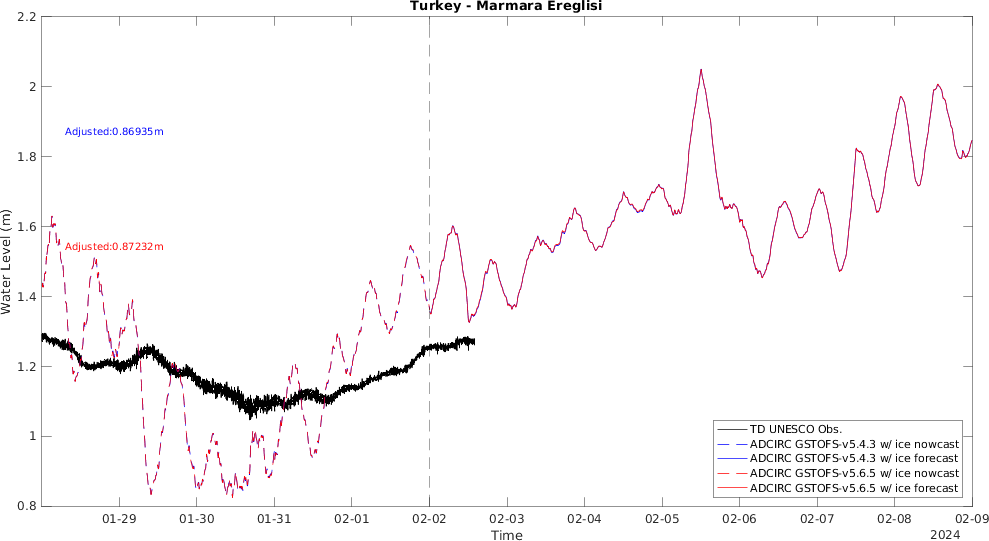 Turkey - Marmara Ereglisi
Water Level (m)
2.2
2
1.8
1.6
1.4
1.2
1
0.8
Adjusted:0.86935m
Adjusted:0.87232m
TD UNESCO Obs.
ADCIRC GSTOFS-v5.4.3 w/ ice nowcast
ADCIRC GSTOFS-v5.4.3 w/ ice forecast
ADCIRC GSTOFS-v5.6.5 w/ ice nowcast
ADCIRC GSTOFS-v5.6.5 w/ ice forecast
01-29 01-30 01-31 02-01 02-02 02-03 02-04 02-05 02-06 02-07 02-08 02-09
Time
2024